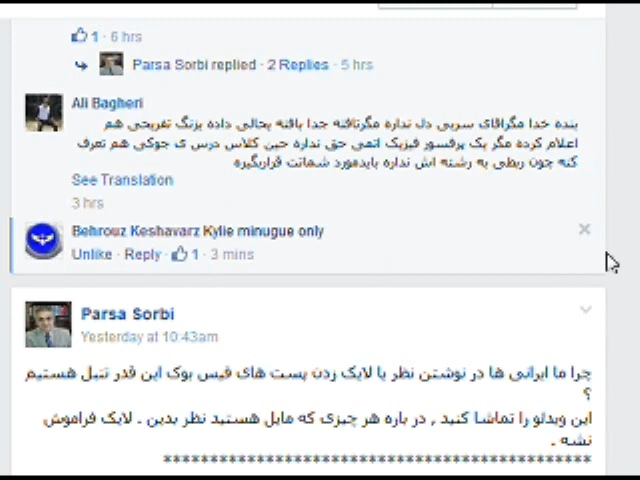 1 · 6 hrs
Parsa Sorbi replied · 2 Replies · 5 hrs
Ali Bagheri
بنده خدا مگراقای سربی دل نداره مگرنافته جدا بافته یحالی داده بزنگ تفریحی هم
اعلام کرده مگر یک پرفسور فیزیک اتمی حق نداره حین کلاس درس ی جوکی هم تعرف
کنه چون ربطی به رشته اش نداره بایدمورد شماتت قراربگیره
See Translation
3 hrs
Behrouz Keshavarz Kylie minugue only
Unlike · Reply · 1 · 3 mins
Parsa Sorbi
Yesterday at 10:43am
چرا ما ایرانی ها در نوشتن نظر یا لایک زدن پست های فیس بوک این قدر تنبل هستیم
؟
این ویدئو را تماشا کنید , در باره هر چیزی که مایل هستید نظر بدین . لایک فراموش
نشه .
**********************************************